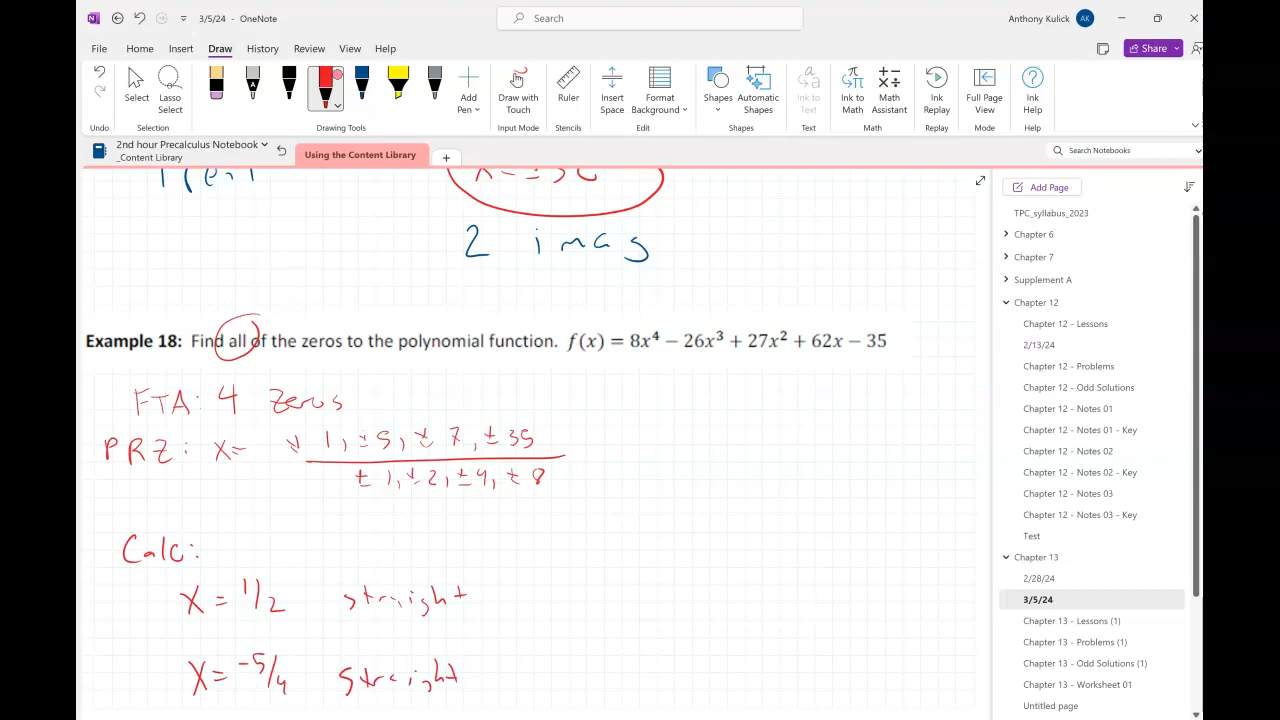 3/5/24 - OneNote
Search
Anthony Kulick
AK
File Home Insert Draw History Review View Help
Share
Undo
Select
Lasso Select
Add Pen
Draw with Touch
Ruler
Insert Space
Format Background
Shapes
Automatic Shapes
Ink to Text
Ink to Math
Math Assistant
Ink Replay
Full Page View
Ink Help
Undo Selection Drawing Tools Input Mode Stencils Edit Shapes Text Math Replay Mode Help
2nd hour Precalculus Notebook
_Content Library
Using the Content Library
+
Search Notebooks
Add Page
TPC_syllabus_2023
Chapter 6
Chapter 7
Supplement A
Chapter 12
Chapter 12 - Lessons
2/13/24
Chapter 12 - Problems
Chapter 12 - Odd Solutions
Chapter 12 - Notes 01
Chapter 12 - Notes 01 - Key
Chapter 12 - Notes 02
Chapter 12 - Notes 02 - Key
Chapter 12 - Notes 03
Chapter 12 - Notes 03 - Key
Test
Chapter 13
2/28/24
3/5/24
Chapter 13 - Lessons (1)
Chapter 13 - Problems (1)
Chapter 13 - Odd Solutions (1)
Chapter 13 - Worksheet 01
Untitled page
2 imag
Example 18: Find all of the zeros to the polynomial function. f(x) = 8x⁴ − 26x³ + 27x² + 62x − 35
FTA: 4 zeros
PRZ: x = ± 1, ±5, ± 7, ± 35
± 1, ± 2, ± 4, ± 8
Calc:
x = 1/2 straight
x = -5/4 straight